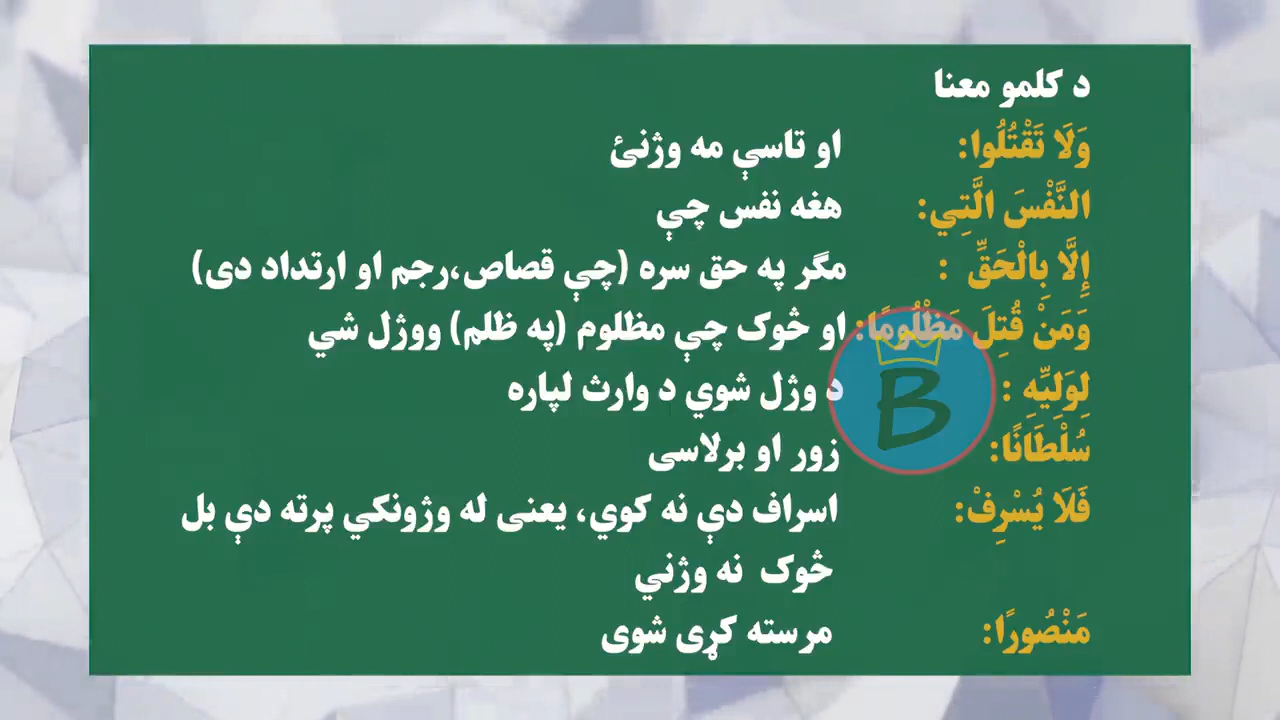 د کلمو معنا
وَلَا تَقْتُلُوا: او تاسې مه وژنئ
النَّفْسَ الَّتِي: هغه نفس چې
إِلَّا بِالْحَقِّ : مگر په حق سره (چې قصاص،رجم او ارتداد دی)
وَمَنْ قُتِلَ مَظْلُومًا: او څوک چې مظلوم (په ظلم) ووژل شي
لِوَلِيِّهِ : د وژل شوي د وارث لپاره
سُلْطَانًا: زور او برلاسی
فَلَا يُسْرِفْ: اسراف دې نه کوي، یعنی له وژونکي پرته دې بل
څوک نه وژني
مَنْصُورًا: مرسته کړی شوی
B